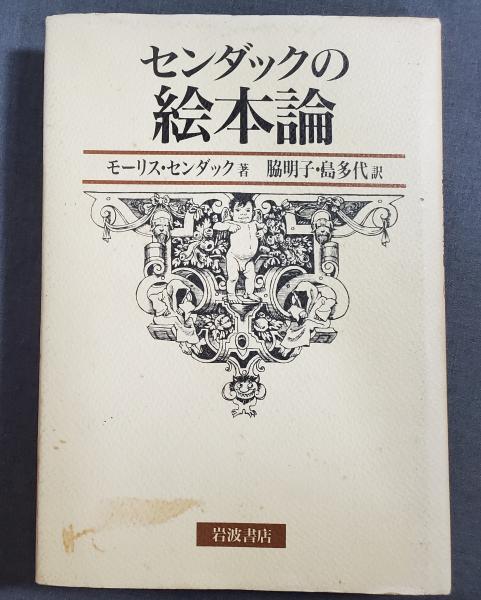 センダックの
絵本論
モーリス・センダック 著 脇明子・島多代 訳
岩波書店